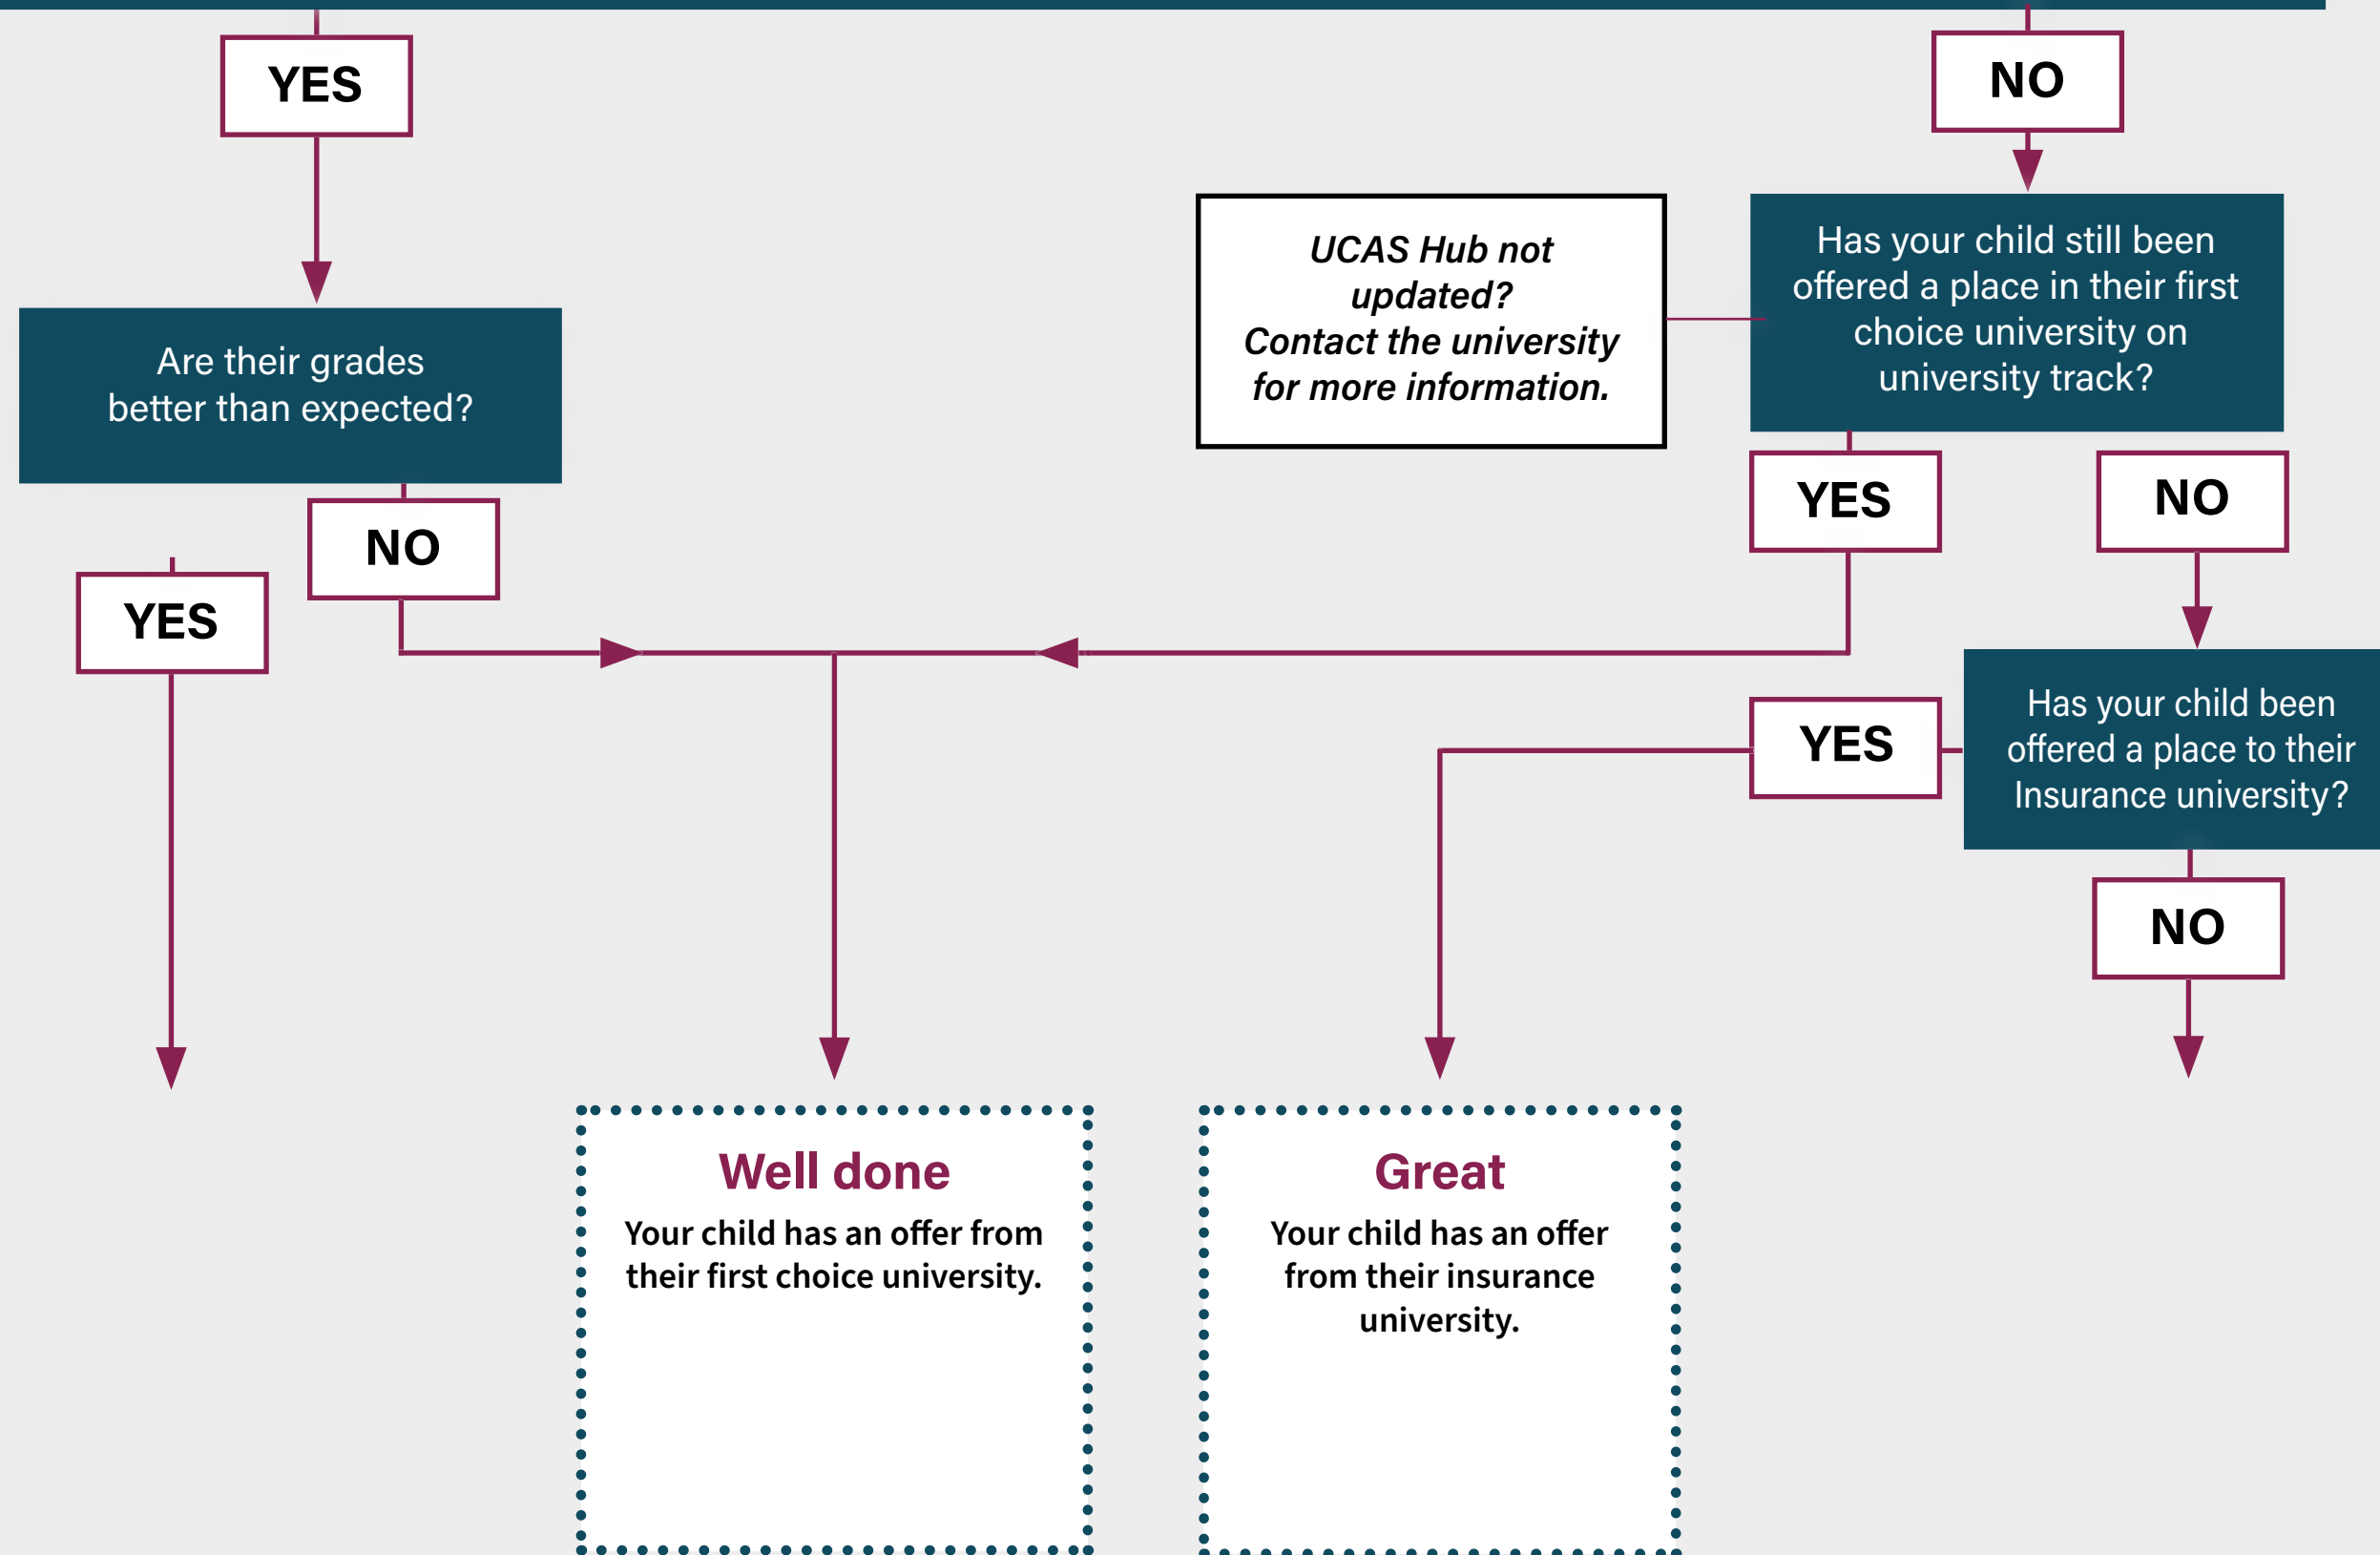 YES
NO
UCAS Hub not
updated?
Contact the university
for more information.
Has your child still been
offered a place in their first
choice university on
university track?
Are their grades
better than expected?
YES
NO
NO
YES
Has your child been
offered a place to their
Insurance university?
YES
NO
Well done
Your child has an offer from
their first choice university.
Great
Your child has an offer
from their insurance
university.